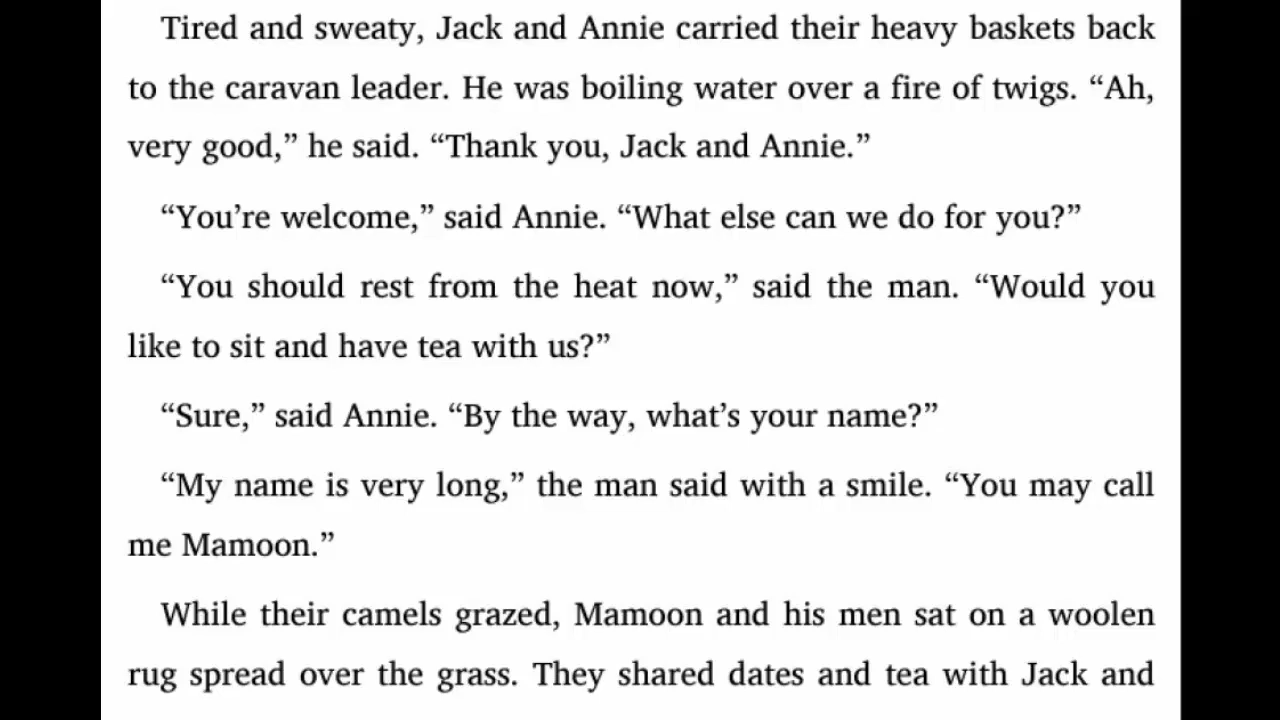 Tired and sweaty, Jack and Annie carried their heavy baskets back
to the caravan leader. He was boiling water over a fire of twigs. “Ah,
very good,” he said. “Thank you, Jack and Annie.”
“You’re welcome,” said Annie. “What else can we do for you?”
“You should rest from the heat now,” said the man. “Would you
like to sit and have tea with us?”
“Sure,” said Annie. “By the way, what’s your name?”
“My name is very long,” the man said with a smile. “You may call
me Mamoon.”
While their camels grazed, Mamoon and his men sat on a woolen
rug spread over the grass. They shared dates and tea with Jack and